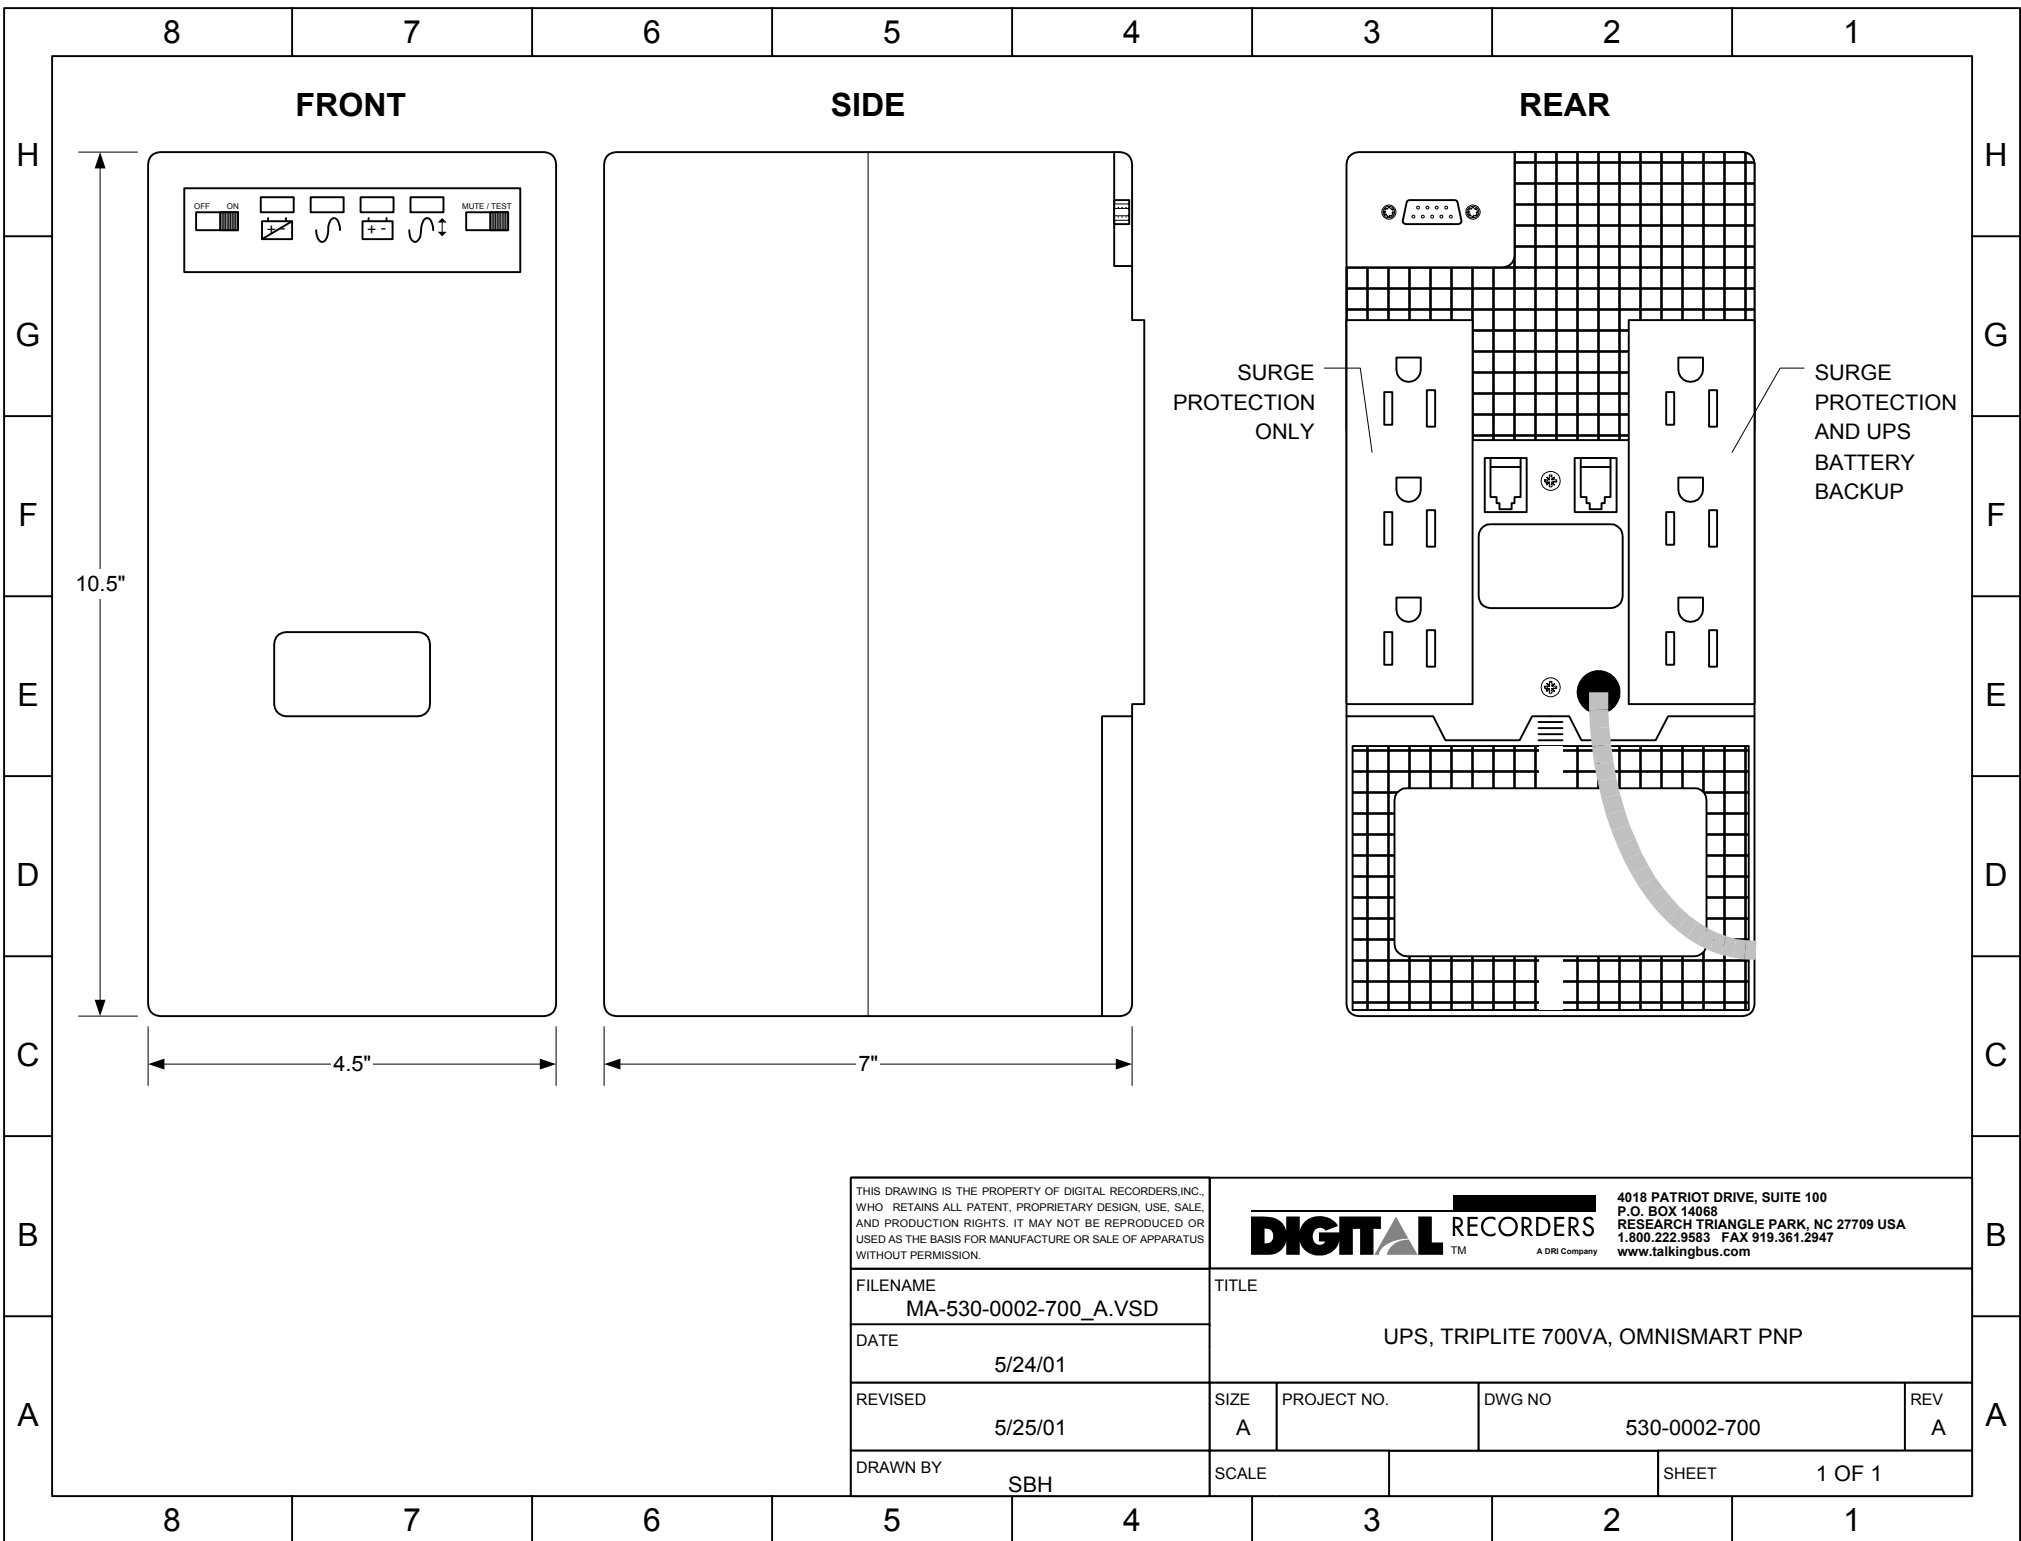 8 7 6 5 4 3 2 1
FRONT
SIDE
REAR
H
H
G
G
F
F
E
E
D
D
C
C
B
B
A
A
OFF ON
MUTE / TEST
+ -
+ -
10.5"
4.5"
7"
SURGE
PROTECTION
ONLY
SURGE
PROTECTION
AND UPS
BATTERY
BACKUP
THIS DRAWING IS THE PROPERTY OF DIGITAL RECORDERS,INC.,
WHO RETAINS ALL PATENT, PROPRIETARY DESIGN, USE, SALE,
AND PRODUCTION RIGHTS. IT MAY NOT BE REPRODUCED OR
USED AS THE BASIS FOR MANUFACTURE OR SALE OF APPARATUS
WITHOUT PERMISSION.
DIGITAL RECORDERS
TM
A DRI Company
4018 PATRIOT DRIVE, SUITE 100
P.O. BOX 14068
RESEARCH TRIANGLE PARK, NC 27709 USA
1.800.222.9583 FAX 919.361.2947
www.talkingbus.com
FILENAME
MA-530-0002-700_A.VSD
TITLE
UPS, TRIPLITE 700VA, OMNISMART PNP
DATE
5/24/01
REVISED
5/25/01
SIZE
A
PROJECT NO.
DWG NO
530-0002-700
REV
A
DRAWN BY
SBH
SCALE
SHEET 1 OF 1
8 7 6 5 4 3 2 1